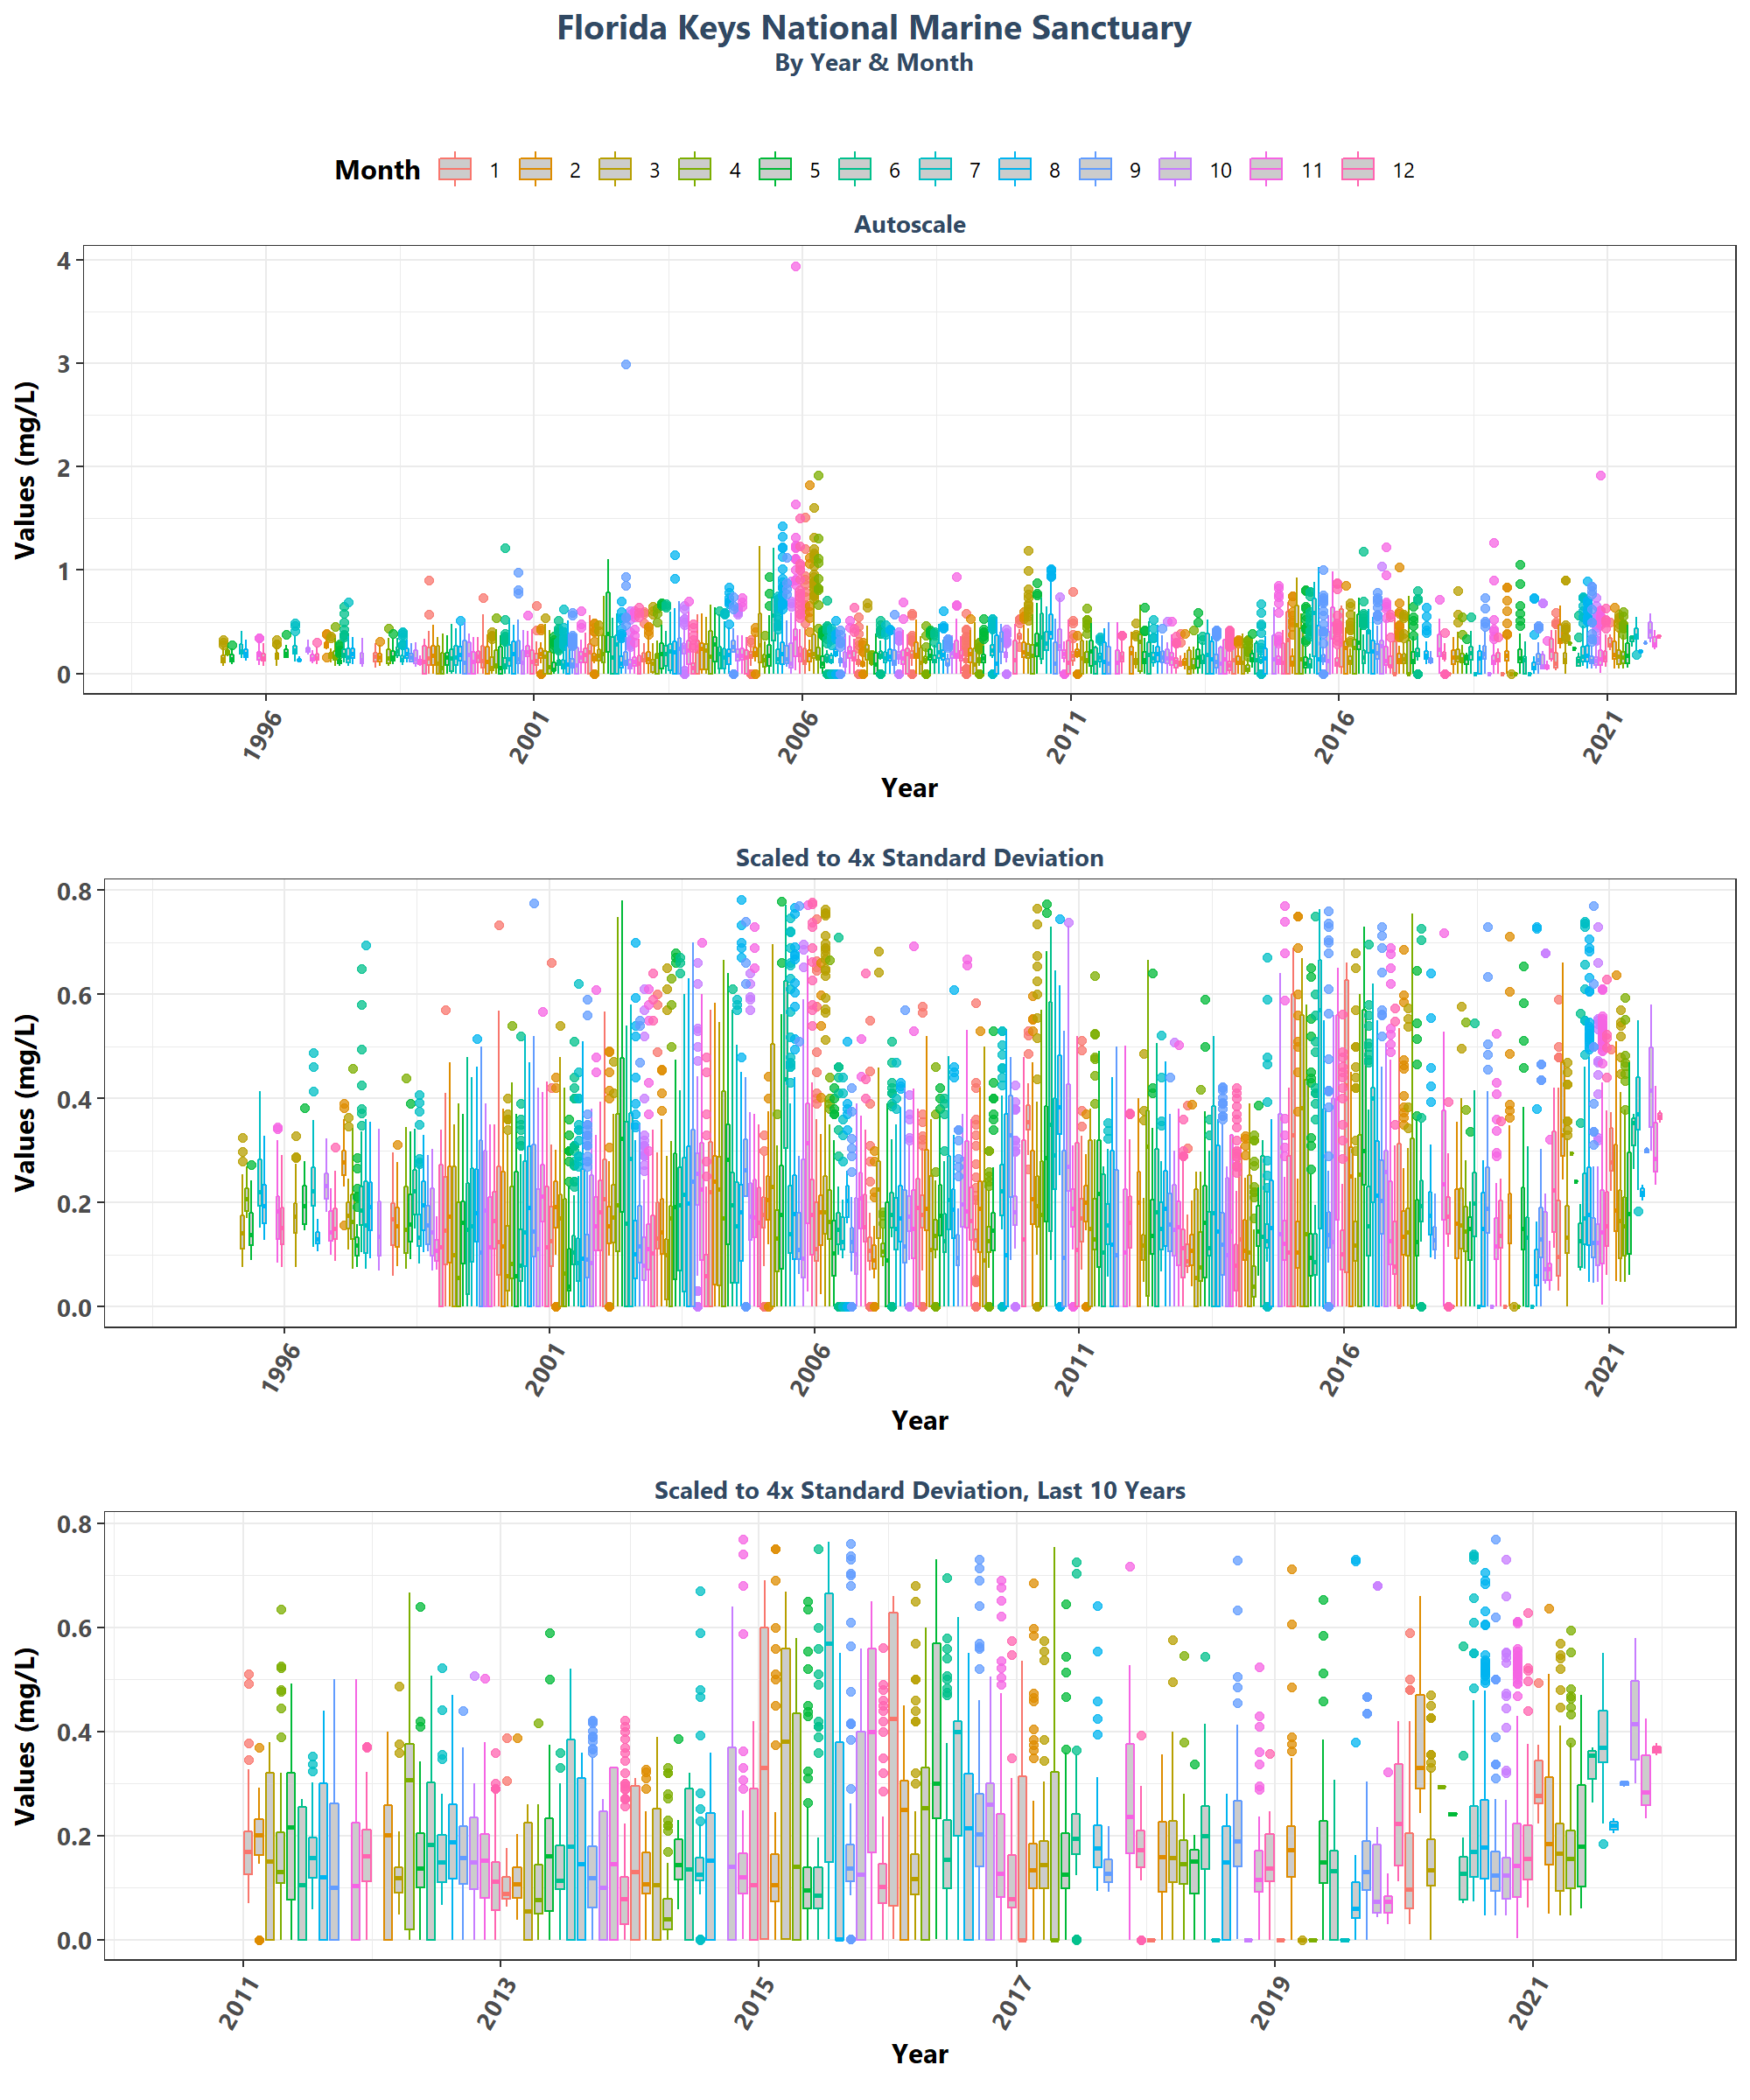 Florida Keys National Marine Sanctuary
By Year & Month
Month 1 2 3 4 5 6 7 8 9 10 11 12
Autoscale
Values (mg/L)
4
3
2
1
0
1996 2001 2006 2011 2016 2021
Year
Scaled to 4x Standard Deviation
Values (mg/L)
0.8
0.6
0.4
0.2
0.0
1996 2001 2006 2011 2016 2021
Year
Scaled to 4x Standard Deviation, Last 10 Years
Values (mg/L)
0.8
0.6
0.4
0.2
0.0
2011 2013 2015 2017 2019 2021
Year